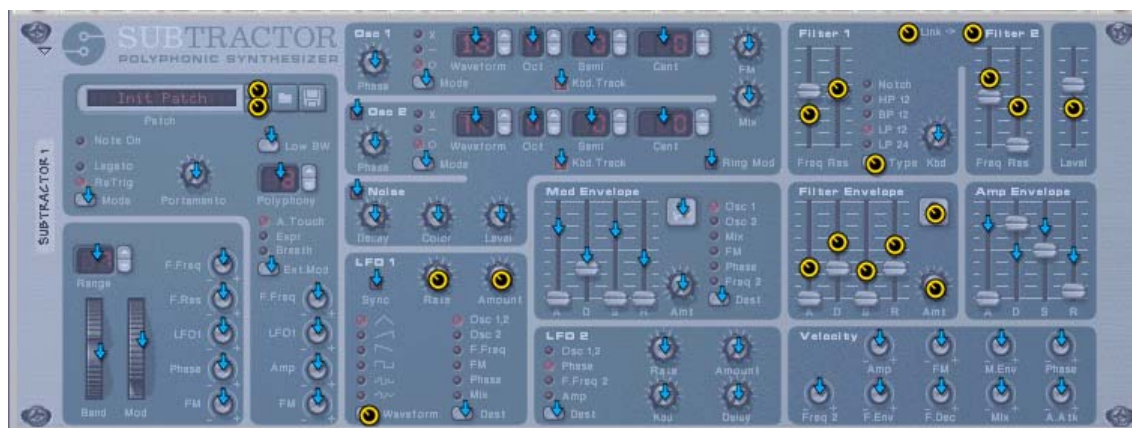 SUBTRACTOR
POLYPHONIC SYNTHESIZER
SUBTRACTOR 1
Init Patch
Patch
Note On
Low BW
Legato
ReTrig
Mode
Portamento
Polyphony
A.Touch
Expr
Breath
Ext.Mod
Range
F.Freq
F.Res
LFO1
Phase
FM
Bend
Mod
F.Freq
LFO1
Amp
FM
Osc 1
Phase
Mode
Waveform
Oct
Semi
Cent
Kbd.Track
FM
Mix
Osc 2
Phase
Mode
Waveform
Oct
Semi
Cent
Kbd.Track
Ring Mod
Noise
Decay
Color
Level
LFO 1
Sync
Rate
Amount
Osc 1,2
Osc 2
F.Freq
FM
Phase
Mix
Waveform
Dest
Mod Envelope
A D S R
Amt
Osc 1
Osc 2
Mix
FM
Phase
Freq 2
Dest
LFO 2
Osc 1,2
Phase
F.Freq 2
Amp
Dest
Rate
Amount
Kbd
Delay
Filter 1
Link ->
Filter 2
Freq Res
Notch
HP 12
BP 12
LP 12
LP 24
Type
Kbd
Freq Res
Level
Filter Envelope
A D S R
Amt
Amp Envelope
A D S R
Velocity
Amp
FM
M.Env
Phase
Freq 2
F.Env
F.Dec
Mix
A.Atk